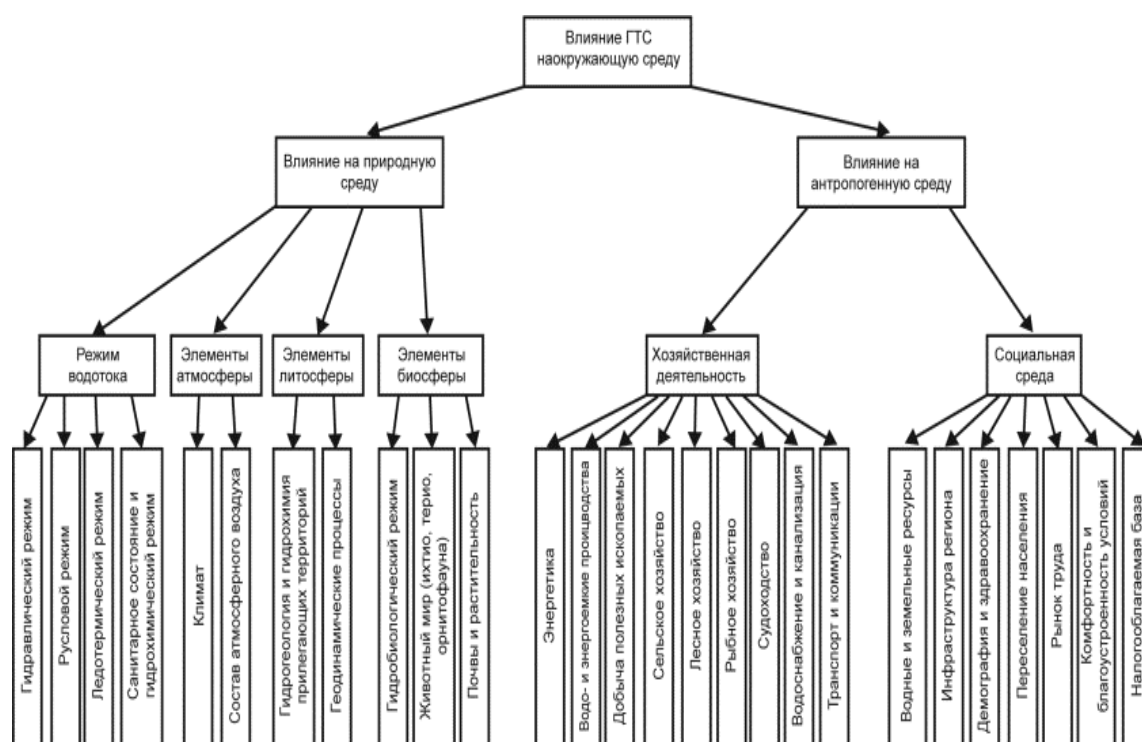 Влияние ГТС
наокружающую среду
Влияние на природную
среду
Влияние на
антропогенную среду
Режим
водотока
Элементы
атмосферы
Элементы
литосферы
Элементы
биосферы
Хозяйственная
деятельность
Социальная
среда
Гидравлический режим
Русловой режим
Ледотермический режим
Санитарное состояние и
гидрохимический режим
Климат
Состав атмосферного воздуха
Гидрогеология и гидрохимия
прилегающих территорий
Геодинамические процессы
Гидробиологический режим
Животный мир (ихтио, терио,
орнитофауна)
Почвы и растительность
Энергетика
Водо- и энергоемкие проицводства
Добыча полезных ископаемых
Сельское хозяйство
Лесное хозяйство
Рыбное хозяйство
Судоходство
Водоснабжение и канализация
Транспорт и коммуникации
Водные и земельные ресурсы
Инфраструктура региона
Демография и здравоохранение
Переселение населения
Рынок труда
Комфортность и
благоустроенность условий
Налогооблагаемая база